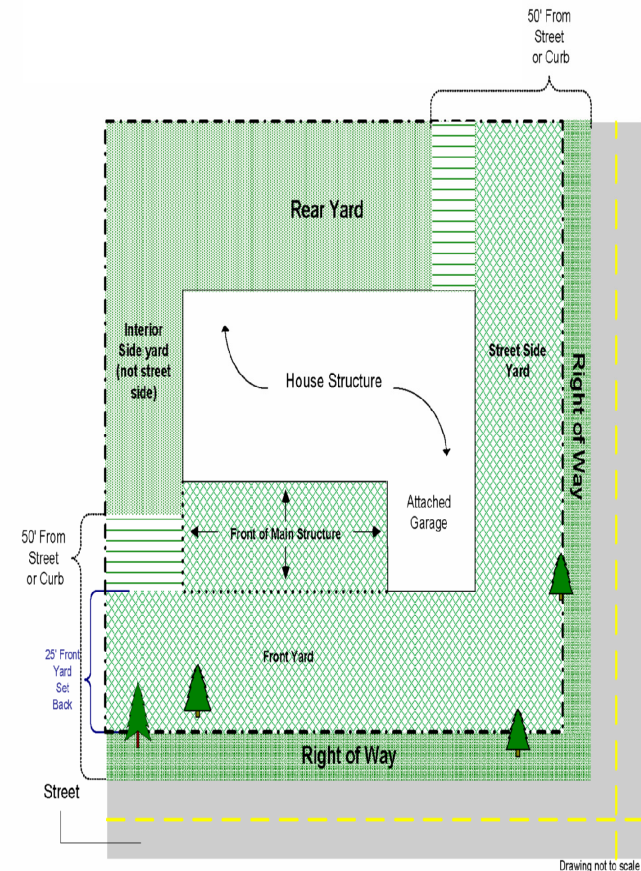 50' From
Street
or Curb
Rear Yard
Interior
Side yard
(not street
side)
House Structure
Street Side
Yard
Right of Way
Attached
Garage
Front of Main Structure
50' From
Street
or Curb
25' Front
Yard
Set
Back
Front Yard
Right of Way
Street
Drawing not to scale